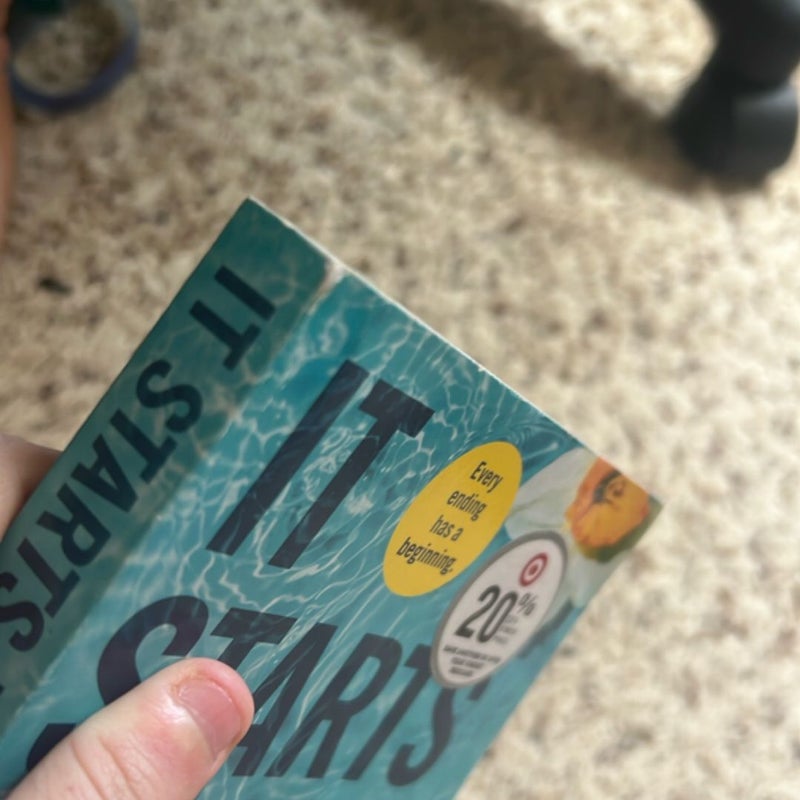 IT STARTS
IT
STARTS
Every
ending
has a
beginning.
20%